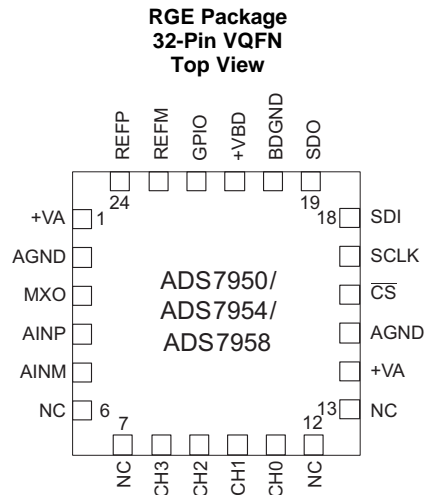 RGE Package
32-Pin VQFN
Top View
REFP
REFM
GPIO
+VBD
BDGND
SDO
24
19
+VA
1
18
SDI
AGND
SCLK
MXO
CS
AINP
AGND
AINM
+VA
NC
6
13
NC
ADS7950/
ADS7954/
ADS7958
7
12
NC
CH3
CH2
CH1
CH0
NC